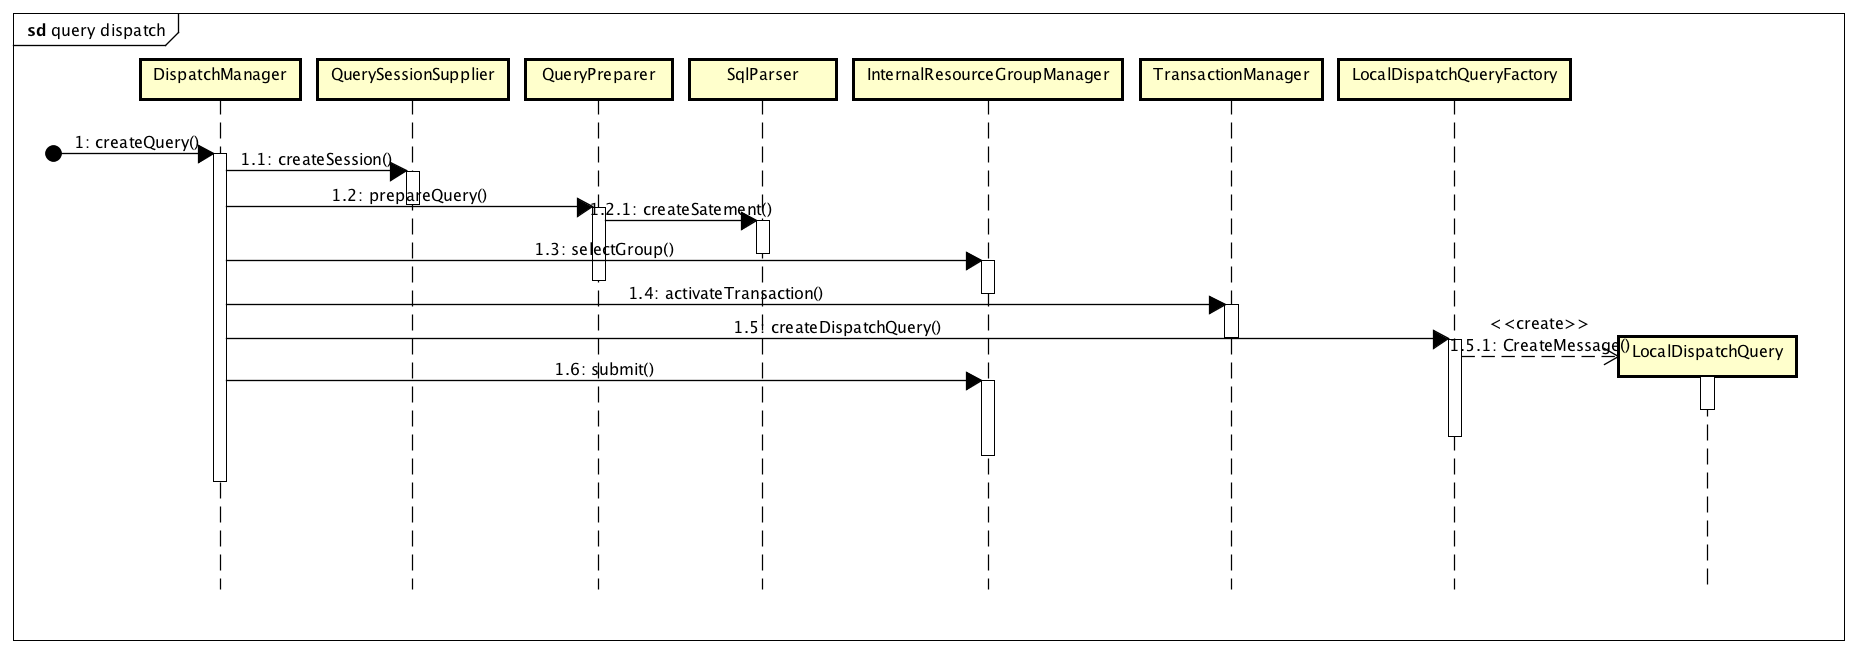 sd query dispatch
DispatchManager
QuerySessionSupplier
QueryPreparer
SqlParser
InternalResourceGroupManager
TransactionManager
LocalDispatchQueryFactory
1: createQuery()
1.1: createSession()
1.2: prepareQuery()
1.2.1: createSatement()
1.3: selectGroup()
1.4: activateTransaction()
1.5: createDispatchQuery()
<<create>>
1.5.1: CreateMessage()
LocalDispatchQuery
1.6: submit()